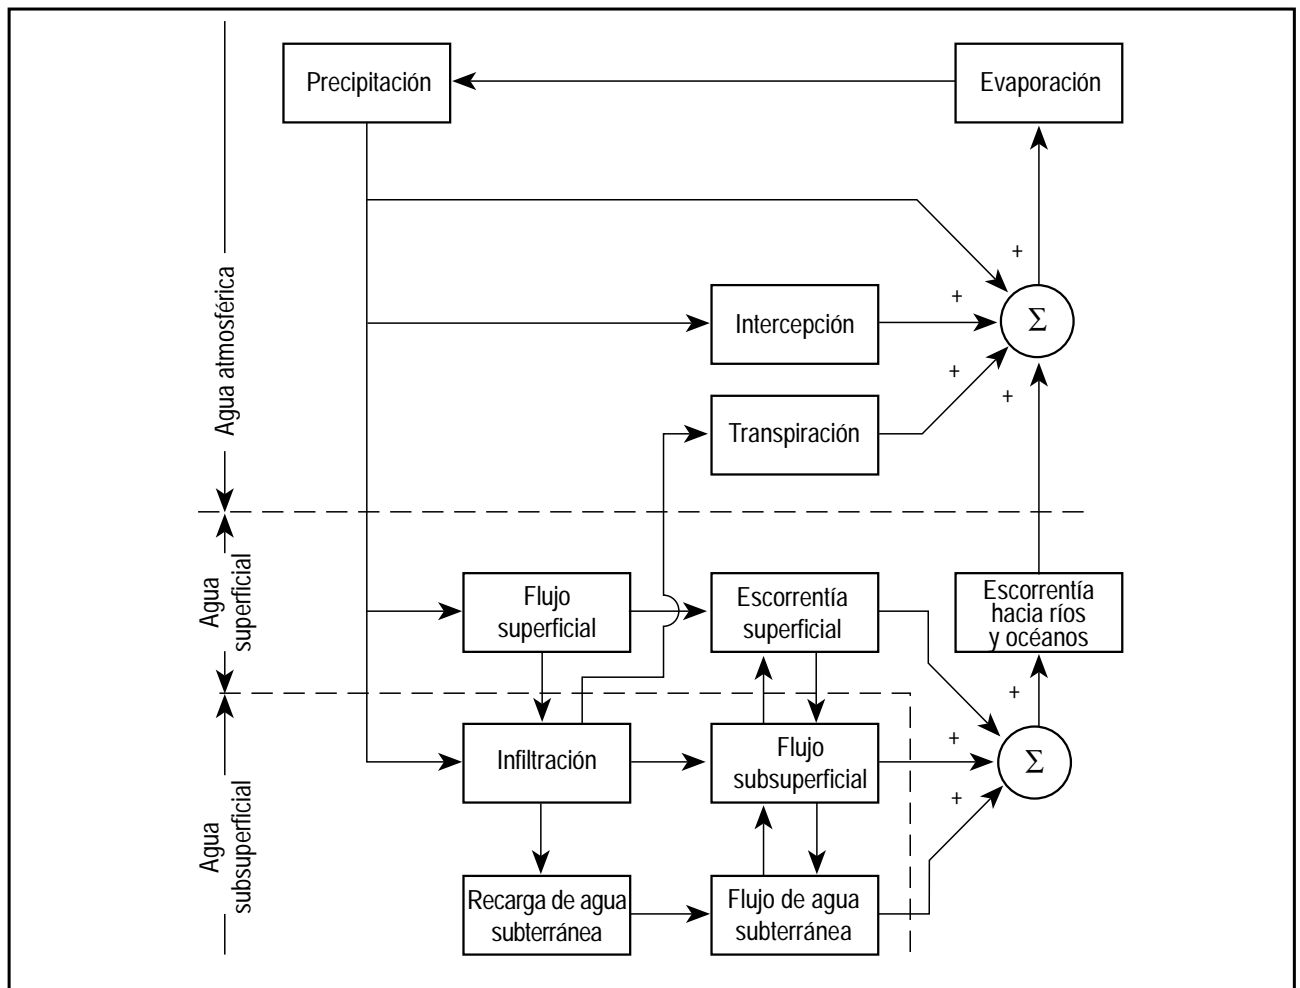 Precipitación
Evaporación
+
Agua atmosférica
Intercepción
+
Σ
Transpiración
+
+
Agua
superficial
Flujo
superficial
Escorrentía
superficial
Escorrentía
hacia ríos
y océanos
+
Agua
subsuperficial
Infiltración
Flujo
subsuperficial
+
Σ
+
Recarga de agua
subterránea
Flujo de agua
subterránea